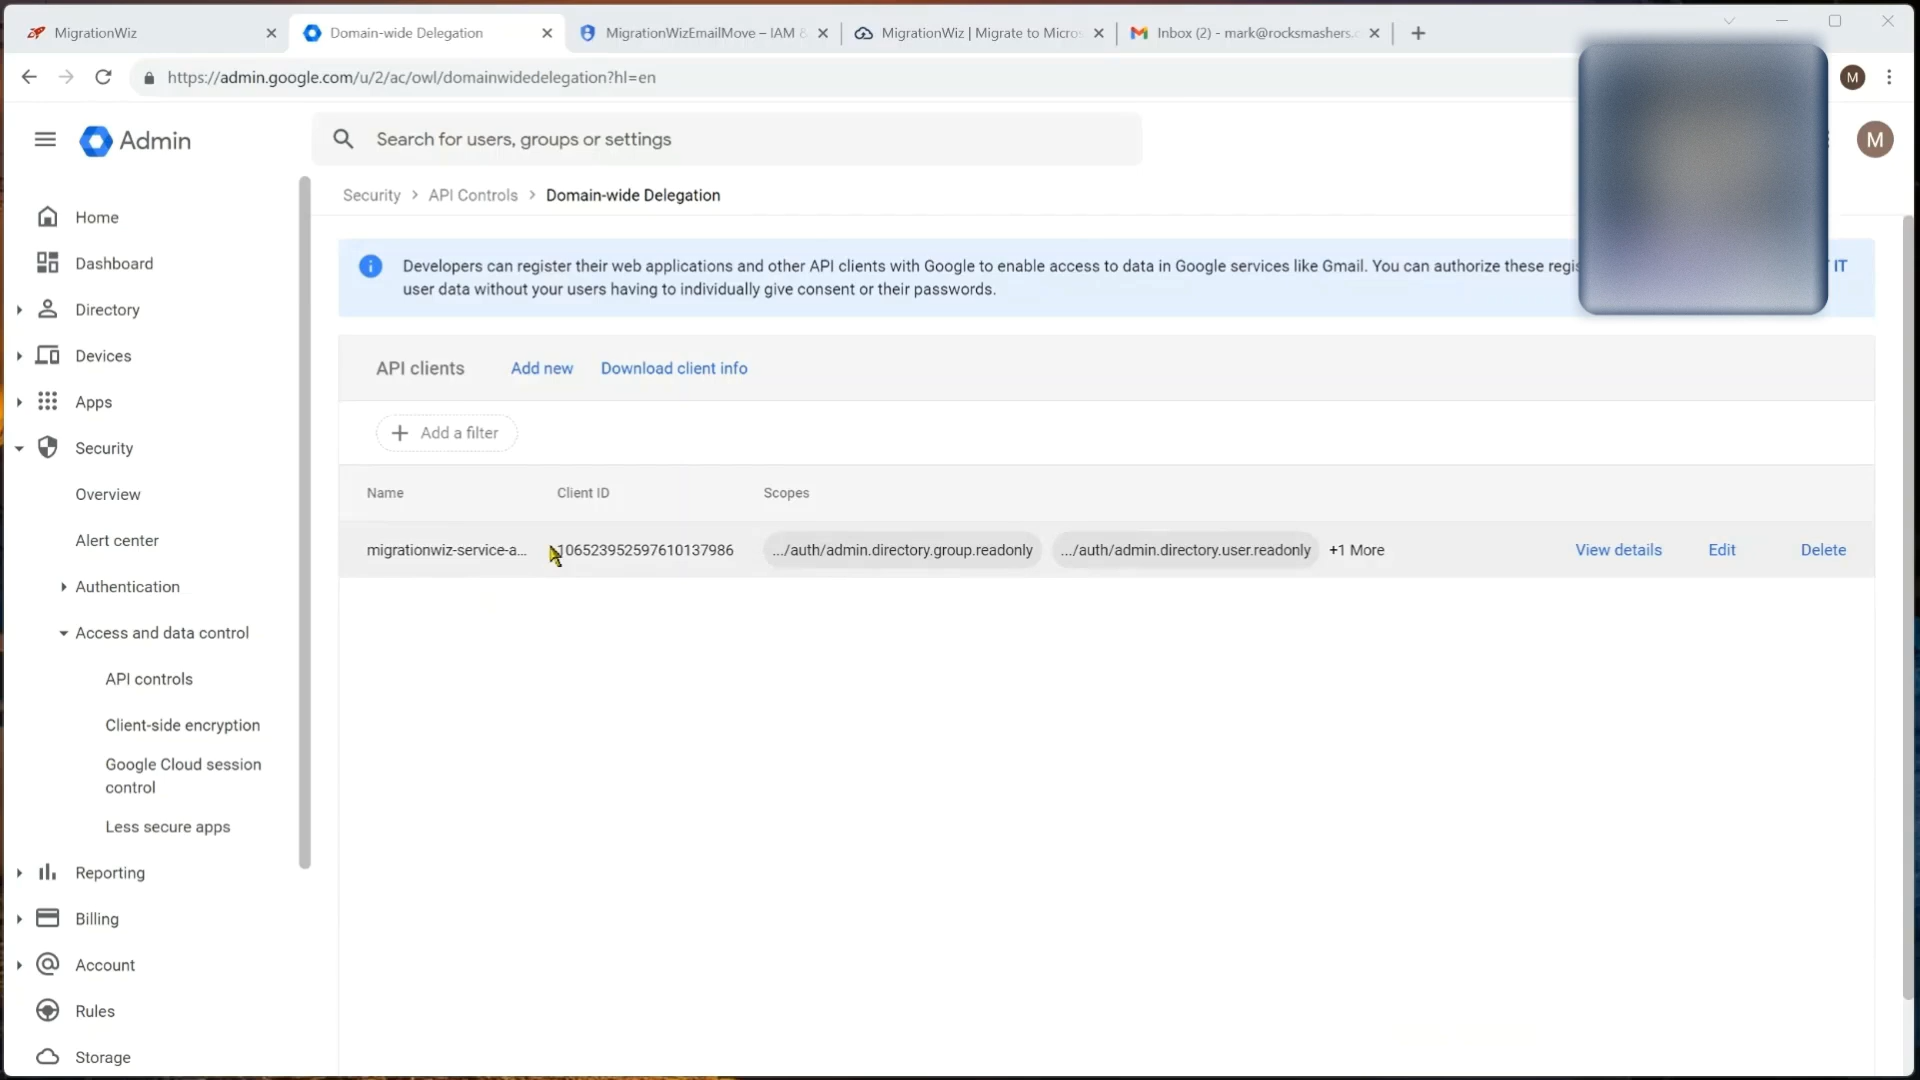 MigrationWiz
Domain-wide Delegation
MigrationWizEmailMove – IAM &
MigrationWiz | Migrate to Micros
Inbox (2) - mark@rocksmashers.c
https://admin.google.com/u/2/ac/owl/domainwidedelegation?hl=en
M
Admin
Search for users, groups or settings
M
Security > API Controls > Domain-wide Delegation
Home
Dashboard
Directory
Devices
Apps
Security
Overview
Alert center
Authentication
Access and data control
API controls
Client-side encryption
Google Cloud session
control
Less secure apps
Reporting
Billing
Account
Rules
Storage
Developers can register their web applications and other API clients with Google to enable access to data in Google services like Gmail. You can authorize these regis
IT
user data without your users having to individually give consent or their passwords.
API clients Add new Download client info
Add a filter
Name Client ID Scopes
migrationwiz-service-a... 106523952597610137986 .../auth/admin.directory.group.readonly .../auth/admin.directory.user.readonly +1 More View details Edit Delete